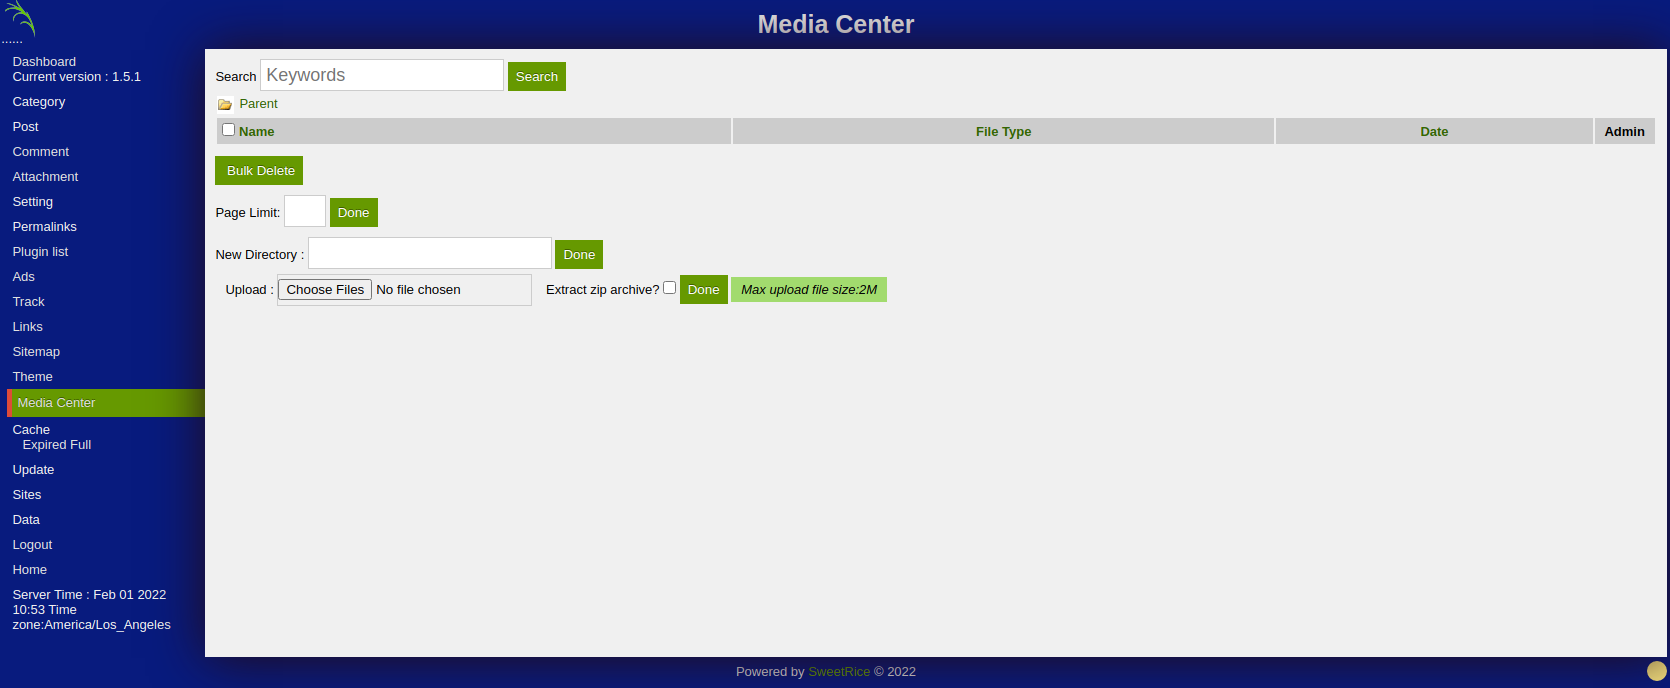 Media Center
......
Dashboard
Current version : 1.5.1
Category
Post
Comment
Attachment
Setting
Permalinks
Plugin list
Ads
Track
Links
Sitemap
Theme
Media Center
Cache
Expired Full
Update
Sites
Data
Logout
Home
Server Time : Feb 01 2022
10:53 Time
zone:America/Los_Angeles
Search Keywords Search
Parent
Name File Type Date Admin
Bulk Delete
Page Limit: Done
New Directory : Done
Upload : Choose Files No file chosen Extract zip archive? Done Max upload file size:2M
Powered by SweetRice © 2022